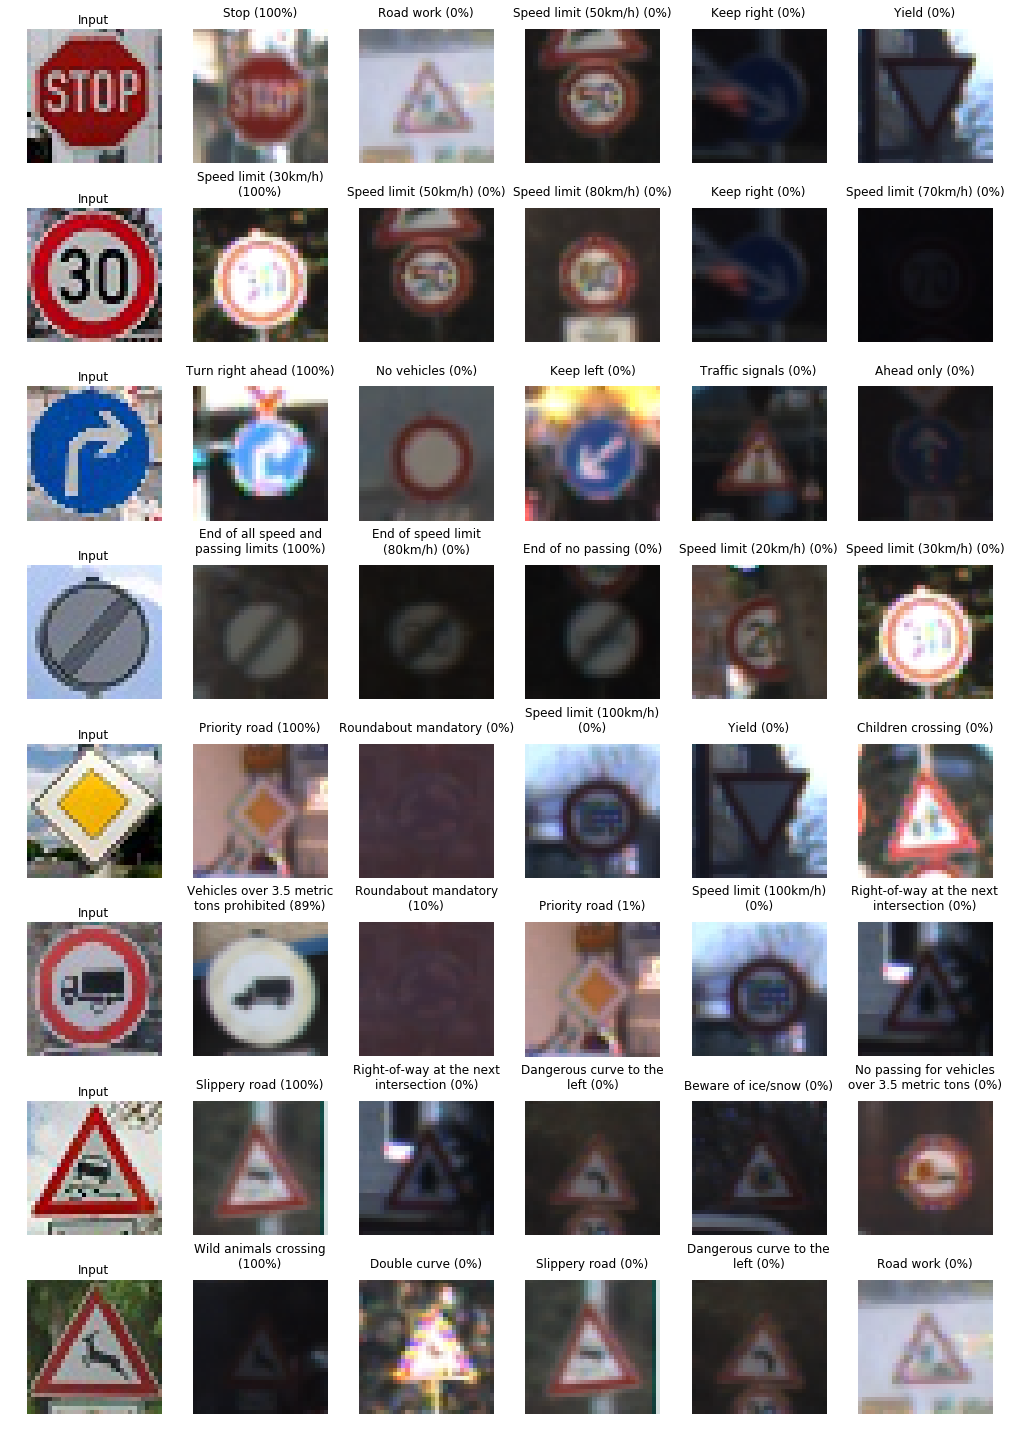 Input
Stop (100%)
Road work (0%)
Speed limit (50km/h) (0%)
Keep right (0%)
Yield (0%)
STOP
STOP
50
Input
Speed limit (30km/h)
(100%)
Speed limit (50km/h) (0%)
Speed limit (80km/h) (0%)
Keep right (0%)
Speed limit (70km/h) (0%)
30
30
50
80
70
Input
Turn right ahead (100%)
No vehicles (0%)
Keep left (0%)
Traffic signals (0%)
Ahead only (0%)
Input
End of all speed and
passing limits (100%)
End of speed limit
(80km/h) (0%)
End of no passing (0%)
Speed limit (20km/h) (0%)
Speed limit (30km/h) (0%)
20
30
Input
Priority road (100%)
Roundabout mandatory (0%)
Speed limit (100km/h)
(0%)
Yield (0%)
Children crossing (0%)
Input
Vehicles over 3.5 metric
tons prohibited (89%)
Roundabout mandatory
(10%)
Priority road (1%)
Speed limit (100km/h)
(0%)
Right-of-way at the next
intersection (0%)
Input
Slippery road (100%)
Right-of-way at the next
intersection (0%)
Dangerous curve to the
left (0%)
Beware of ice/snow (0%)
No passing for vehicles
over 3.5 metric tons (0%)
Input
Wild animals crossing
(100%)
Double curve (0%)
Slippery road (0%)
Dangerous curve to the
left (0%)
Road work (0%)